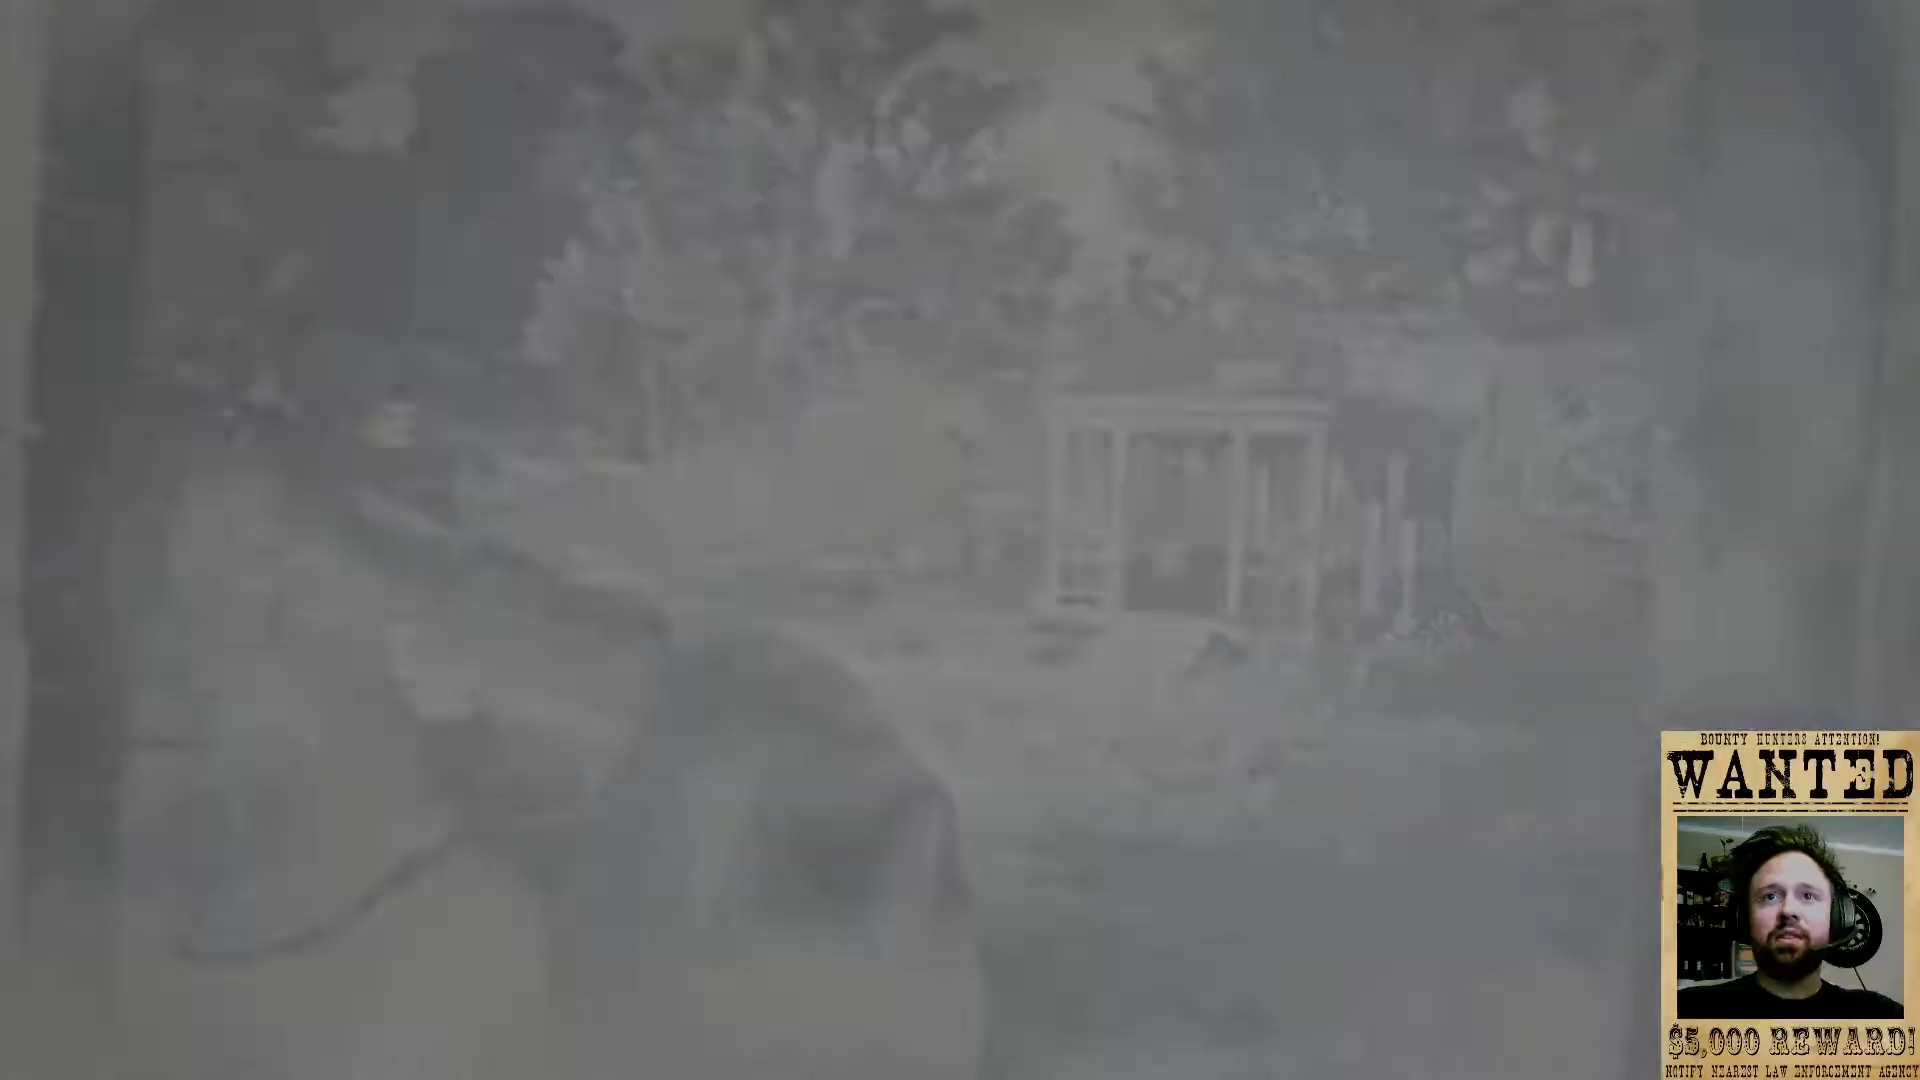 BOUNTY HUNTERS ATTENTION!
WANTED
$5,000 REWARD!
NOTIFY NEAREST LAW ENFORCEMENT AGENCY